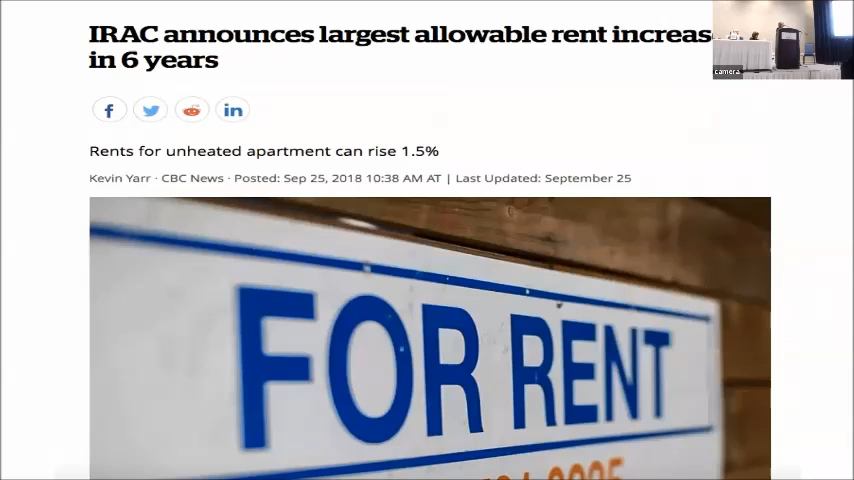 IRAC announces largest allowable rent increas
in 6 years
camera
Rents for unheated apartment can rise 1.5%
Kevin Yarr · CBC News · Posted: Sep 25, 2018 10:38 AM AT | Last Updated: September 25
FOR RENT